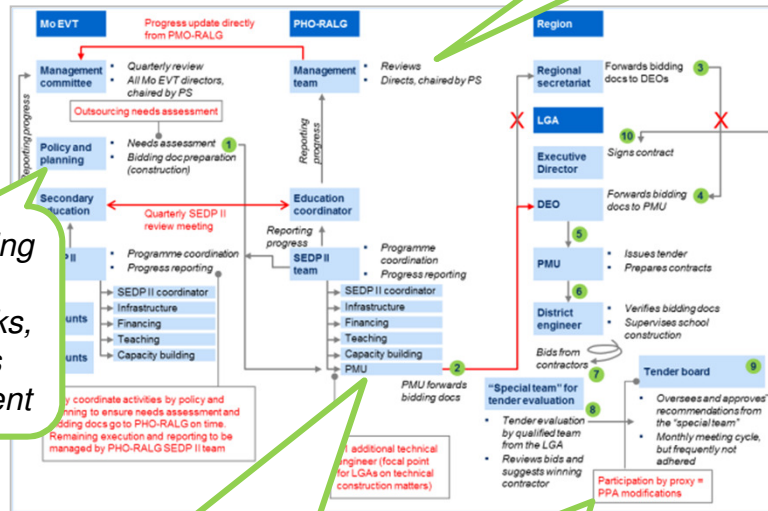 Mo EVT
Progress update directly
from PMO-RALG
PHO-RALG
Region
Management
committee
• Quarterly review
• All Mo EVT directors,
chaired by PS
Management
team
• Reviews
• Directs, chaired by PS
Regional
secretariat
Forwards bidding
docs to DEOs
3
Outsourcing needs assessment
Reporting progress
Reporting
progress
X
X
LGA
10
Signs contract
Policy and
planning
• Needs assessment
• Bidding doc preparation
(construction)
1
Executive
Director
Secondary
education
Quarterly SEDP II
review meeting
Education
coordinator
DEO
Forwards bidding
docs to PMU
4
ing
ks,
s
ent
Reporting
progress
5
II
• Programme coordination
• Progress reporting
SEDP II
team
• Programme
coordination
• Progress reporting
PMU
• Issues tender
• Prepares contracts
6
SEDP II coordinator
Infrastructure
Financing
Teaching
Capacity building
unts
unts
SEDP II coordinator
Infrastructure
Financing
Teaching
Capacity building
PMU
2
PMU forwards
bidding docs
District
engineer
• Verifies bidding docs
• Supervises school
construction
Bids from
contractors
7
Tender board
9
y coordinate activities by policy and
nning to ensure needs assessment and
dding docs go to PHO-RALG on time.
Remaining execution and reporting to be
managed by PHO-RALG SEDP II team
1 additional technical
engineer (focal point
for LGAs on technical
construction matters)
"Special team" for
tender evaluation
8
• Tender evaluation
by qualified team
from the LGA
• Reviews bids and
suggests winning
contractor
• Oversees and approved"
recommendations from
the "special team"
• Monthly meeting cycle,
but frequently not
adhered
Participation by proxy =
PPA modifications